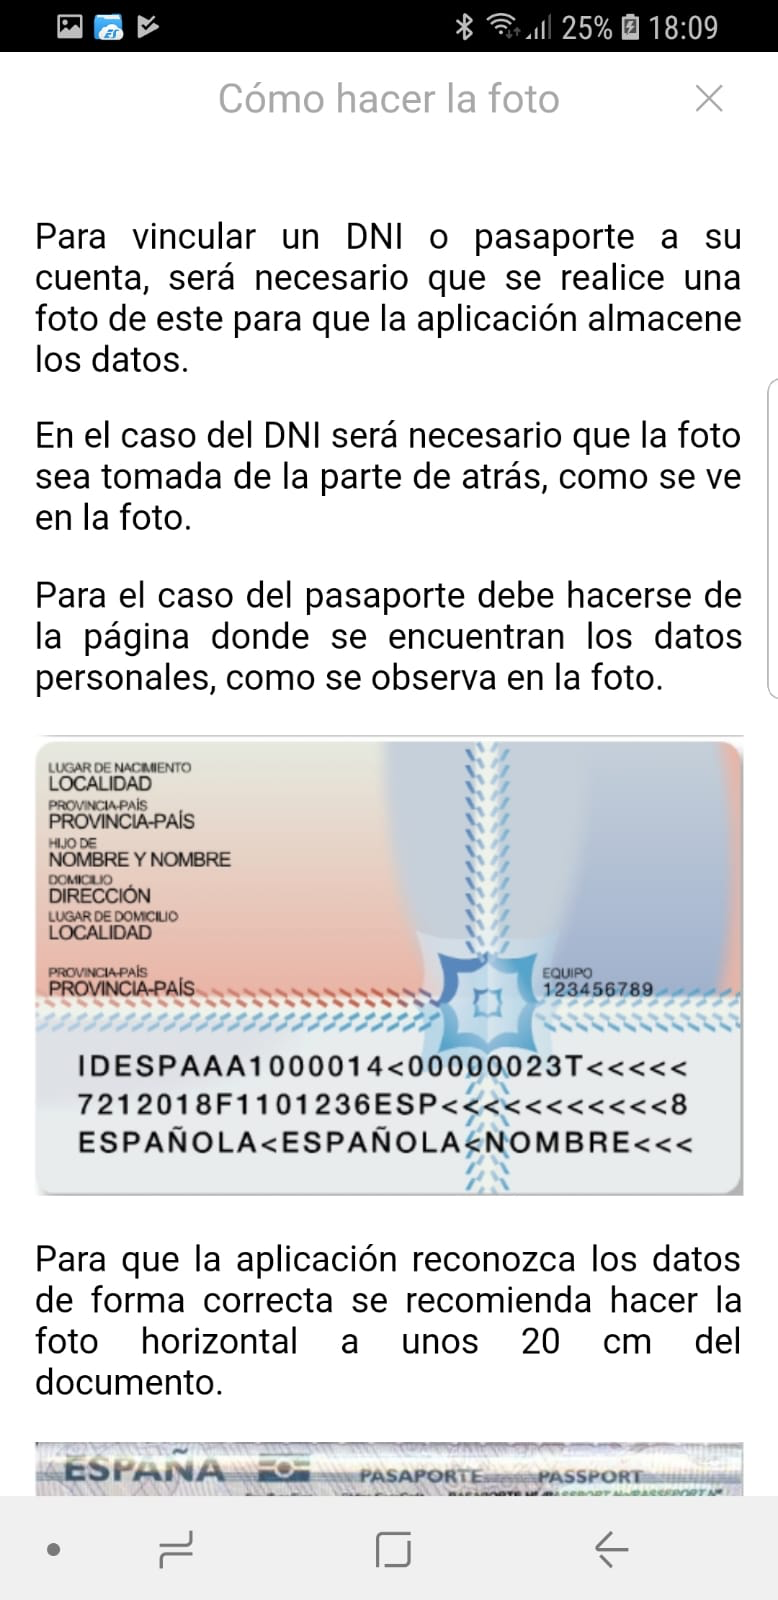 25% 18:09
Cómo hacer la foto
Para vincular un DNI o pasaporte a su
cuenta, será necesario que se realice una
foto de este para que la aplicación almacene
los datos.
En el caso del DNI será necesario que la foto
sea tomada de la parte de atrás, como se ve
en la foto.
Para el caso del pasaporte debe hacerse de
la página donde se encuentran los datos
personales, como se observa en la foto.
LUGAR DE NACIMIENTO
LOCALIDAD
PROVINCIA-PAÍS
PROVINCIA-PAÍS
HIJO DE
NOMBRE Y NOMBRE
DOMICILIO
DIRECCIÓN
LUGAR DE DOMICILIO
LOCALIDAD
PROVINCIA-PAÍS
PROVINCIA-PAÍS
EQUIPO
123456789
IDESPAAA1000014<00000023T<<<<<
7212018F1101236ESP<<<<<<<<<<<8
ESPAÑOLA<ESPAÑOLA<NOMBRE<<<
Para que la aplicación reconozca los datos
de forma correcta se recomienda hacer la
foto horizontal a unos 20 cm del
documento.
ESPAÑA PASAPORTE PASSPORT